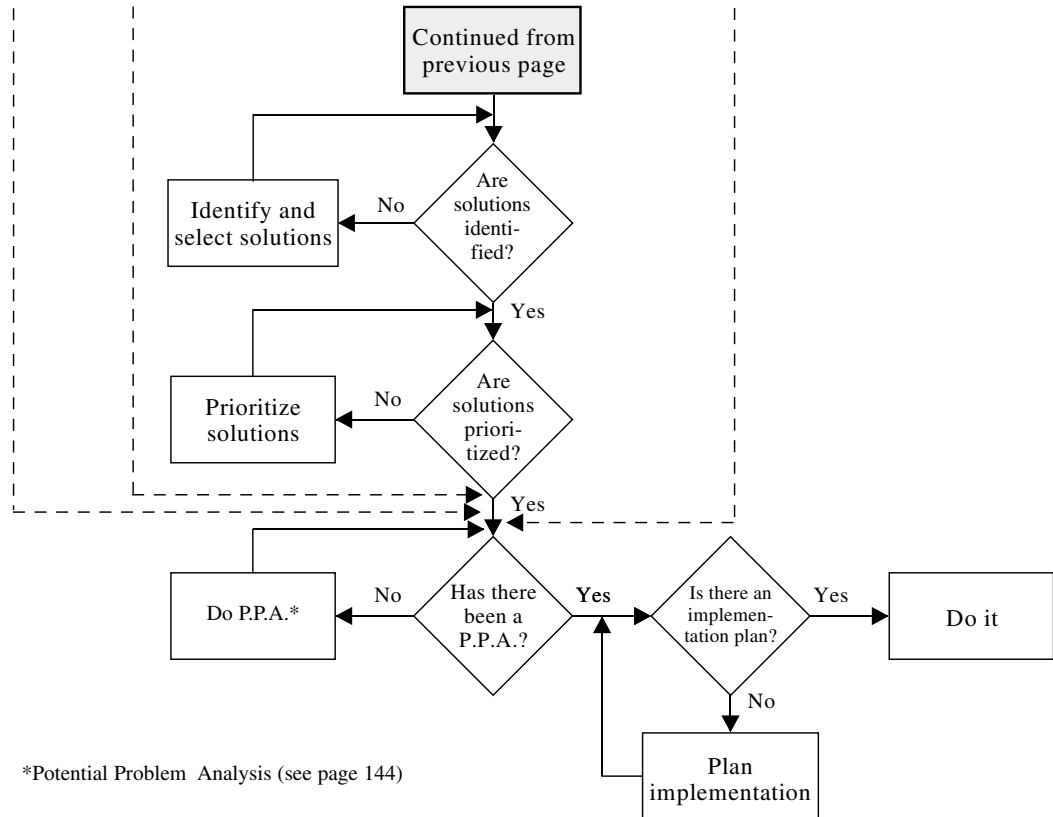 Continued from
previous page
Are
solutions
identi-
fied?
No
Identify and
select solutions
Yes
Are
solutions
priori-
tized?
No
Prioritize
solutions
Yes
Has there
been a
P.P.A.?
No
Do P.P.A.*
Yes
Is there an
implemen-
tation plan?
Yes
Do it
No
Plan
implementation
*Potential Problem Analysis (see page 144)